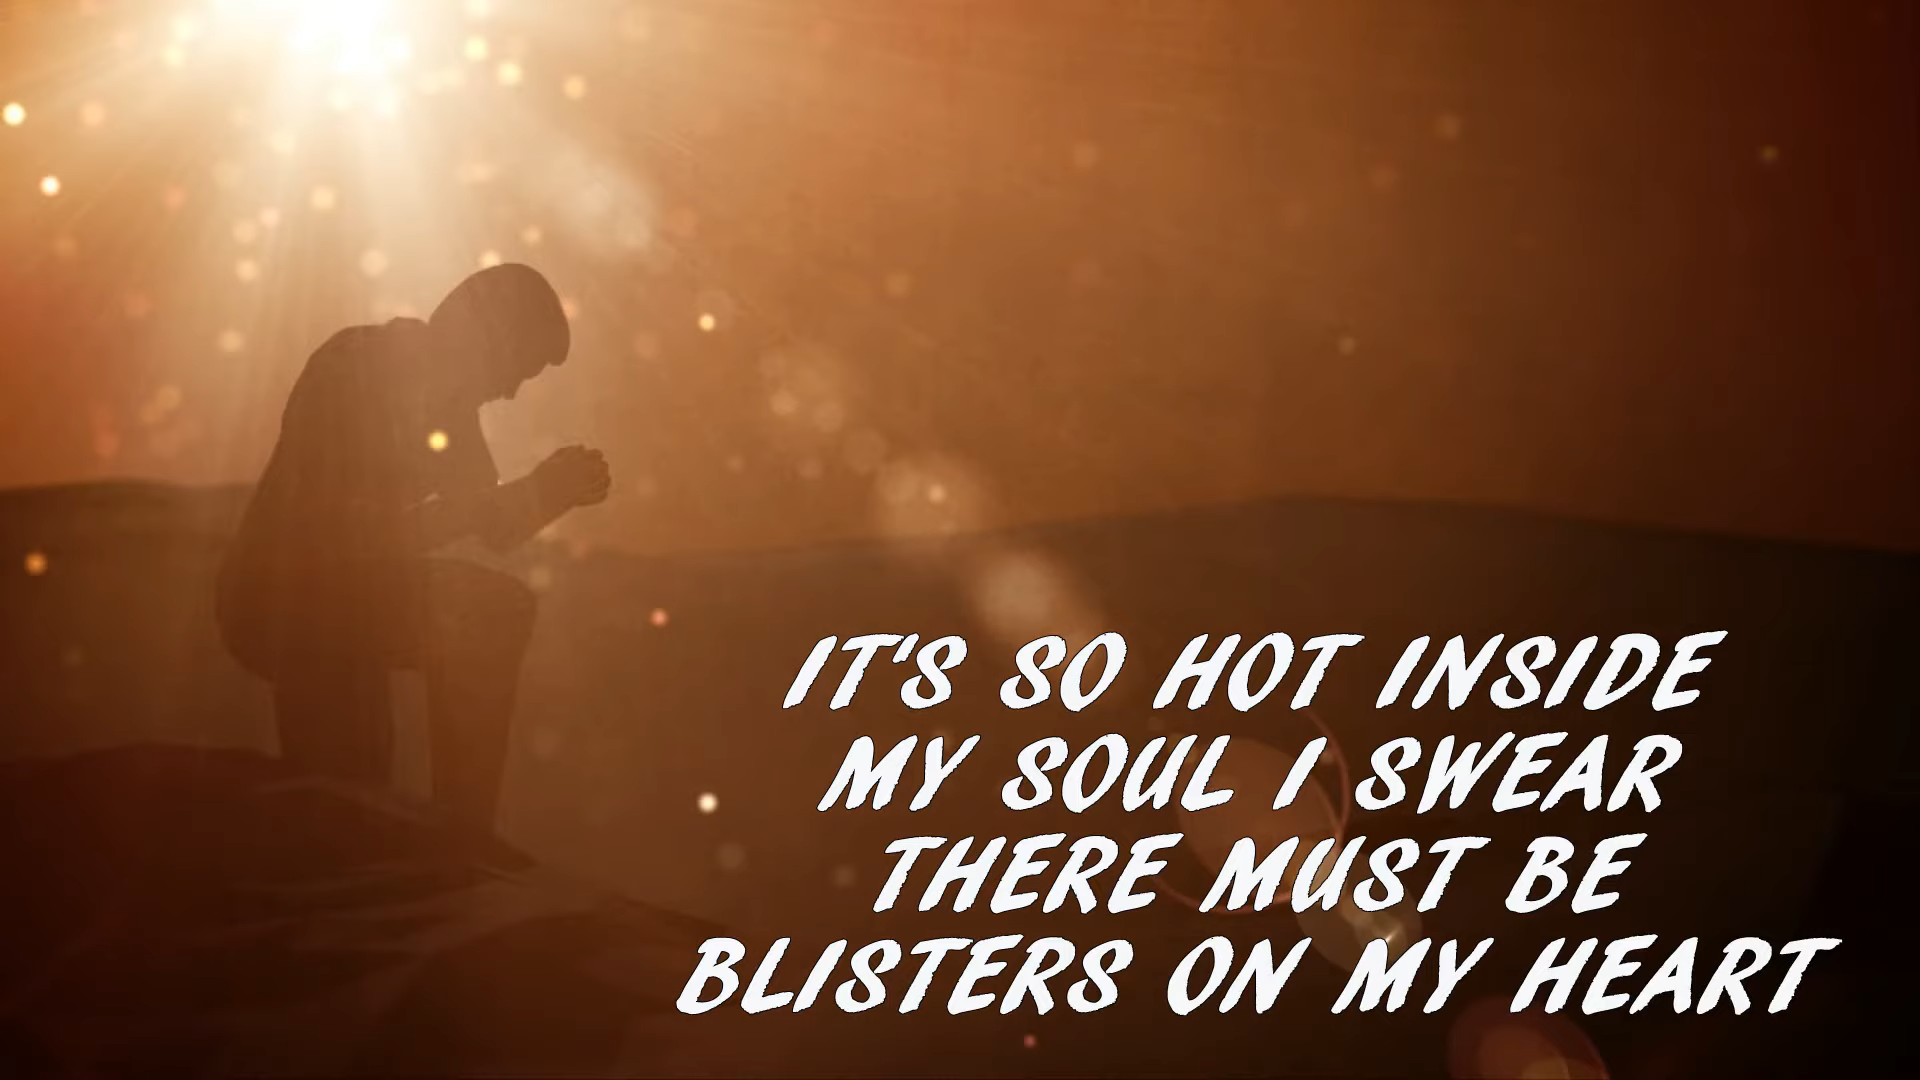 IT'S SO HOT INSIDE
MY SOUL I SWEAR
THERE MUST BE
BLISTERS ON MY HEART